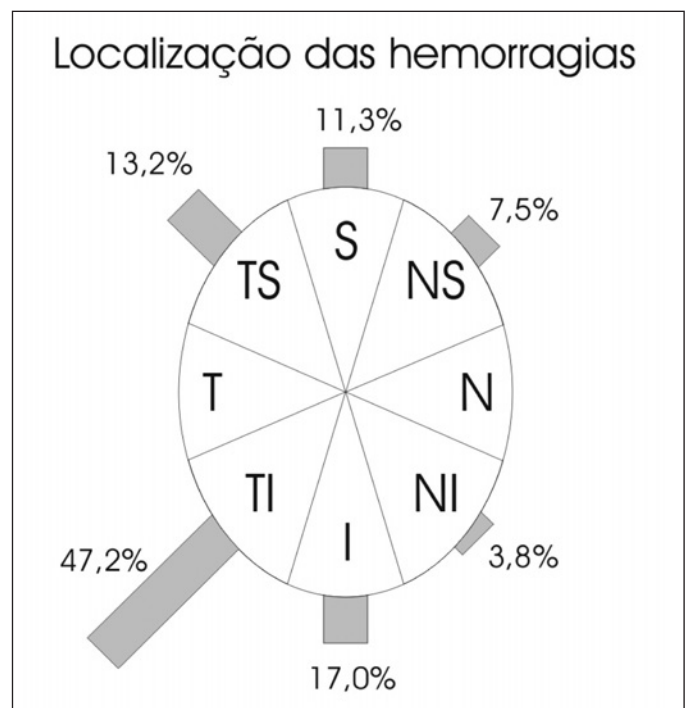 Localização das hemorragias
11,3%
13,2%
7,5%
S
TS
NS
T
N
TI
NI
I
47,2%
3,8%
17,0%